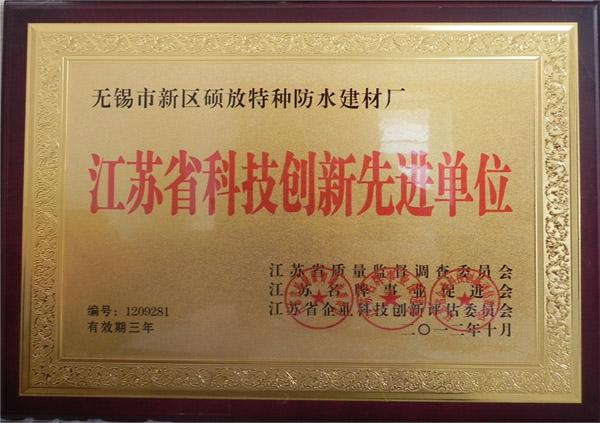 无锡市新区硕放特种防水建材厂
江苏省科技创新先进单位
江苏省质量监督调查委员会
江苏名牌事业促进会
江苏省企业科技创新评估委员会
二〇一二年十月
编号：1209281
有效期三年